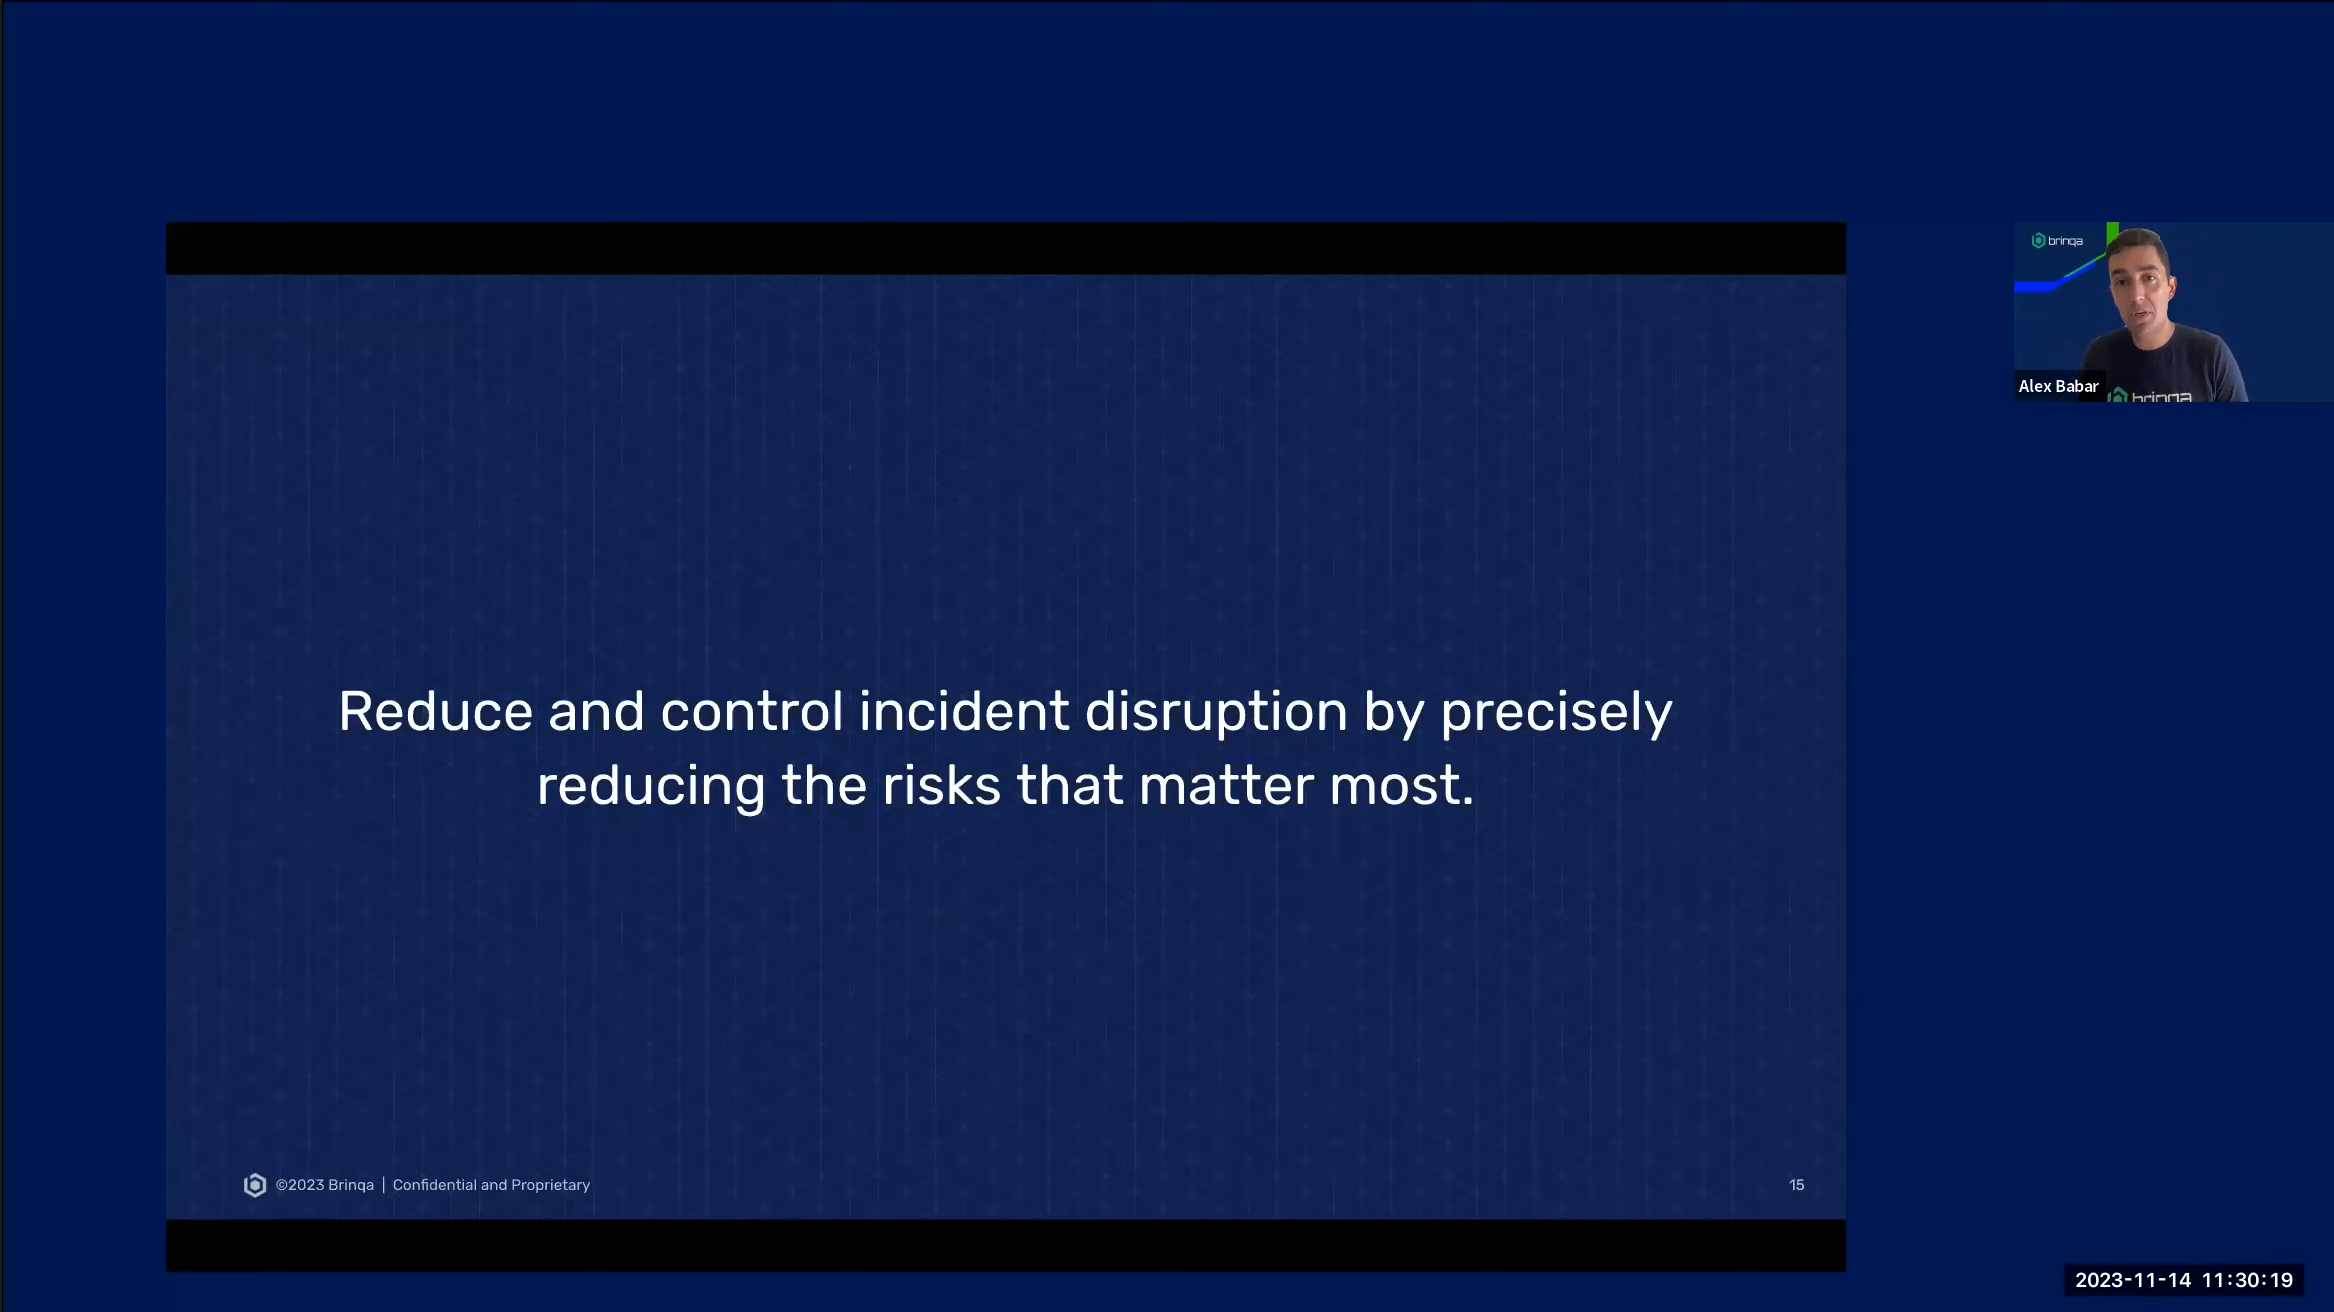 brinqa
Alex Babar
brinqa
Reduce and control incident disruption by precisely
reducing the risks that matter most.
©2023 Brinqa | Confidential and Proprietary
15
2023-11-14 11:30:19